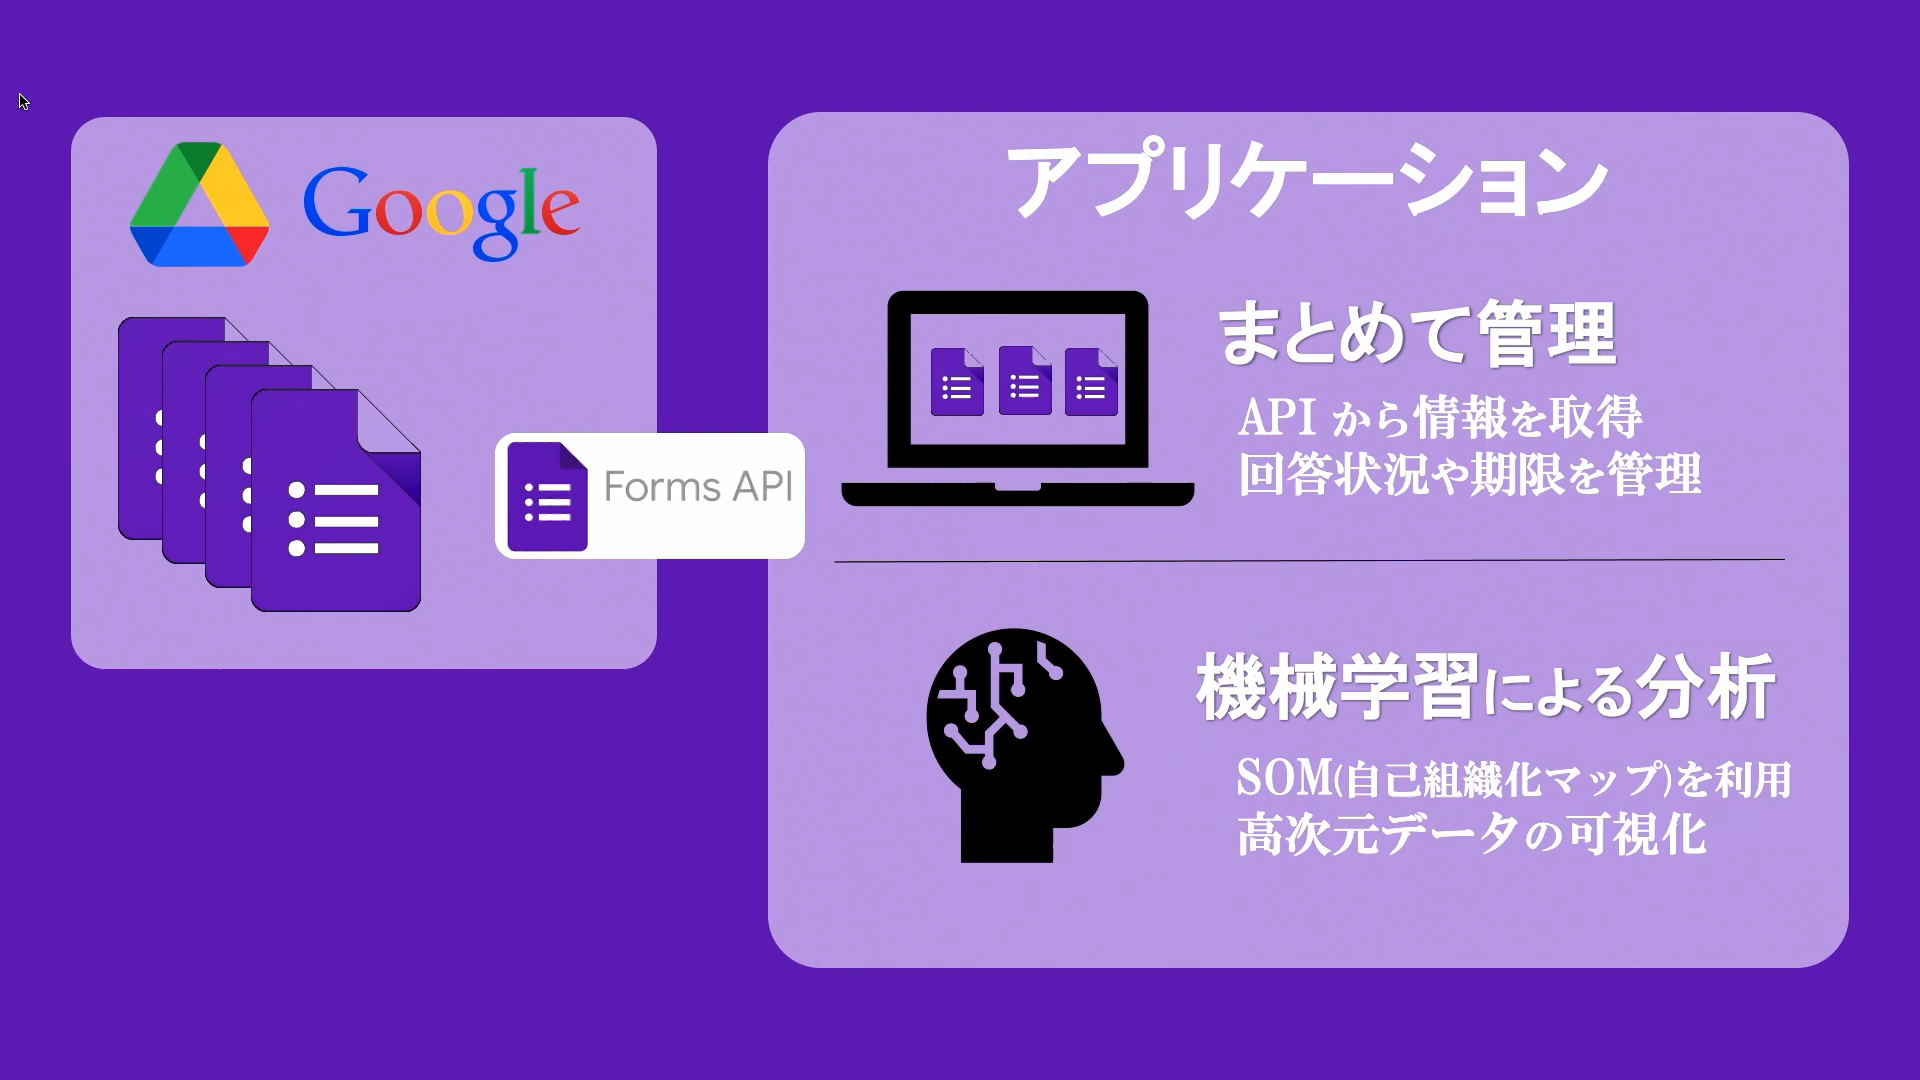 Google
Forms API
アプリケーション
まとめて管理
API から情報を取得
回答状況や期限を管理
機械学習による分析
SOM(自己組織化マップ)を利用
高次元データの可視化